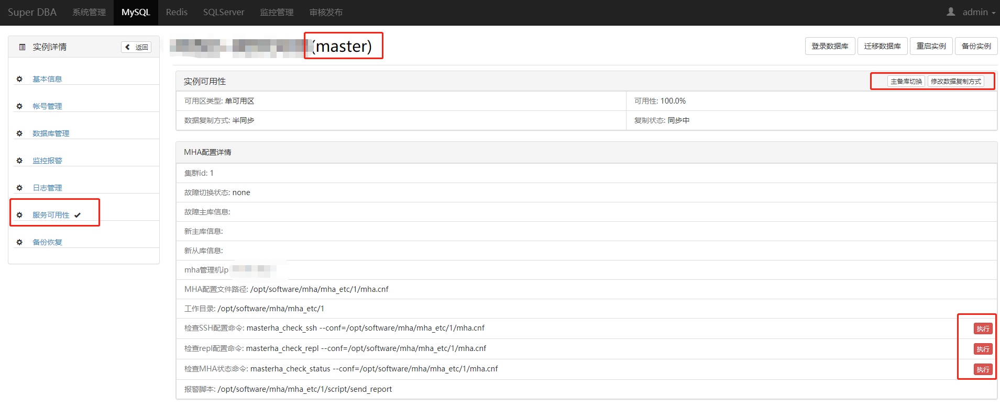 Super DBA 系统管理 MySQL Redis SQLServer 监控管理 审核发布 admin
实例详情 返回
基本信息
帐号管理
数据库管理
监控报警
日志管理
服务可用性
备份恢复
(master) 登录数据库 迁移数据库 重启实例 备份实例
实例可用性 主备库切换 修改数据复制方式
可用区类型: 单可用区 可用性: 100.0%
数据复制方式: 半同步 复制状态: 同步中
MHA配置详情
集群id: 1
故障切换状态: none
故障主库信息:
新主库信息:
新从库信息:
mha管理机ip
MHA配置文件路径: /opt/software/mha/mha_etc/1/mha.cnf
工作目录: /opt/software/mha/mha_etc/1
检查SSH配置命令: masterha_check_ssh --conf=/opt/software/mha/mha_etc/1/mha.cnf 执行
检查repl配置命令: masterha_check_repl --conf=/opt/software/mha/mha_etc/1/mha.cnf 执行
检查MHA状态命令: masterha_check_status --conf=/opt/software/mha/mha_etc/1/mha.cnf 执行
报警脚本: /opt/software/mha/mha_etc/1/script/send_report